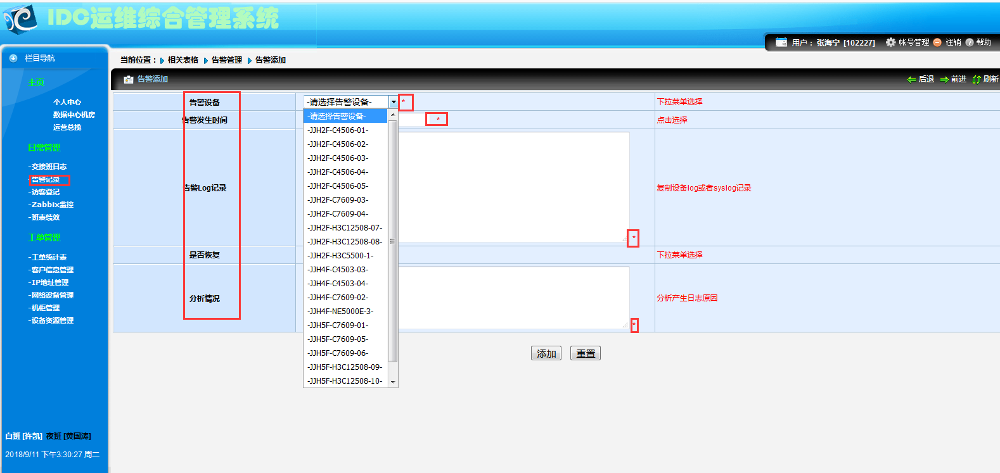 IDC运维综合管理系统
用户： 张海宁 [102227] 帐号管理 注销 帮助
栏目导航
当前位置： 相关表格 告警管理 告警添加
告警添加
后退 前进 刷新
主页
个人中心
数据中心机房
运营总揽
日常管理
-交接班日志
-告警记录
-访客登记
-Zabbix监控
-班表绩效
工单管理
-工单统计表
-客户信息管理
-IP地址管理
-网络设备管理
-机柜管理
-设备资源管理
白班 [许凯] 夜班 [黄国涛]
2018/9/11 下午3:30:27 周二
告警设备
-请选择告警设备-
*
下拉菜单选择
告警发生时间
*
点击选择
告警Log记录
*
复制设备log或者syslog记录
是否恢复
下拉菜单选择
分析情况
*
分析产生日志原因
-请选择告警设备-
-JJH2F-C4506-01-
-JJH2F-C4506-02-
-JJH2F-C4506-03-
-JJH2F-C4506-04-
-JJH2F-C4506-05-
-JJH2F-C7609-03-
-JJH2F-C7609-04-
-JJH2F-H3C12508-07-
-JJH2F-H3C12508-08-
-JJH2F-H3C5500-1-
-JJH4F-C4503-03-
-JJH4F-C4503-04-
-JJH4F-C7609-02-
-JJH4F-NE5000E-3-
-JJH5F-C7609-01-
-JJH5F-C7609-05-
-JJH5F-C7609-06-
-JJH5F-H3C12508-09-
-JJH5F-H3C12508-10-
添加 重置